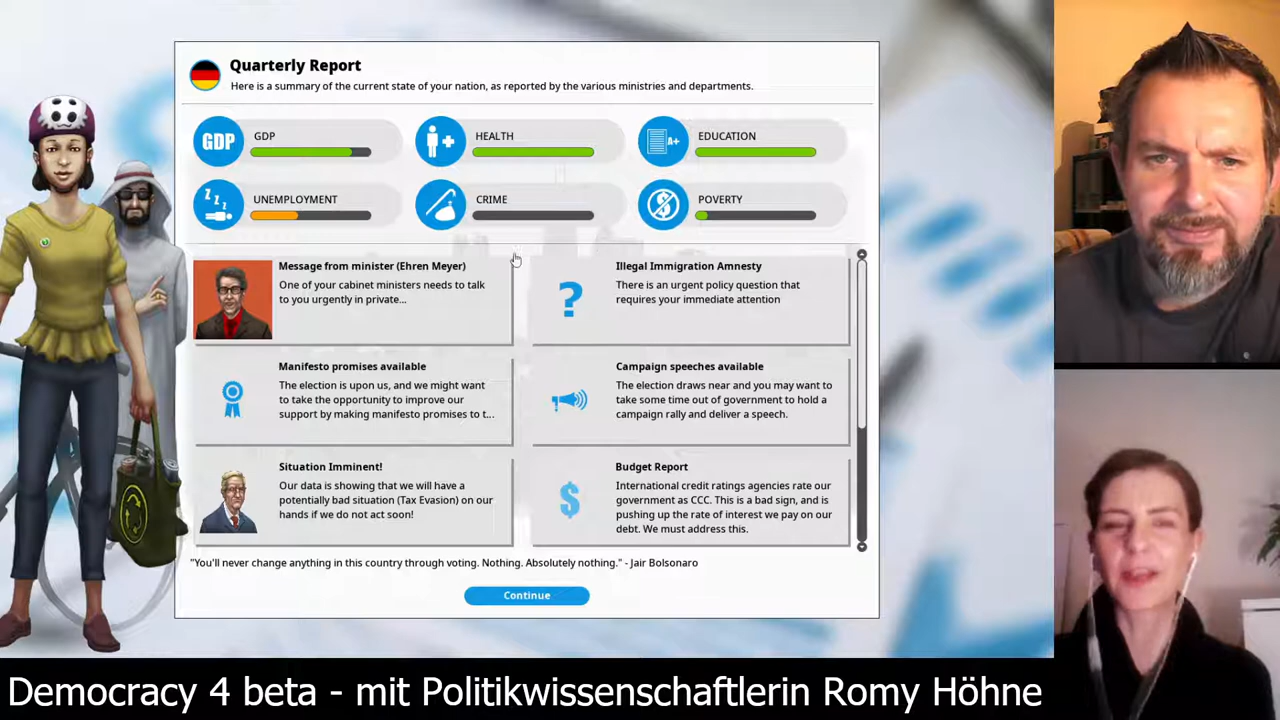 Quarterly Report
Here is a summary of the current state of your nation, as reported by the various ministries and departments.
GDP
GDP
HEALTH
A+
EDUCATION
Z Z Z
UNEMPLOYMENT
CRIME
$
POVERTY
Message from minister (Ehren Meyer)
One of your cabinet ministers needs to talk
to you urgently in private...
?
Illegal Immigration Amnesty
There is an urgent policy question that
requires your immediate attention
Manifesto promises available
The election is upon us, and we might want
to take the opportunity to improve our
support by making manifesto promises to t...
Campaign speeches available
The election draws near and you may want to
take some time out of government to hold a
campaign rally and deliver a speech.
Situation Imminent!
Our data is showing that we will have a
potentially bad situation (Tax Evasion) on our
hands if we do not act soon!
$
Budget Report
International credit ratings agencies rate our
government as CCC. This is a bad sign, and is
pushing up the rate of interest we pay on our
debt. We must address this.
"You'll never change anything in this country through voting. Nothing. Absolutely nothing." - Jair Bolsonaro
Continue
Democracy 4 beta - mit Politikwissenschaftlerin Romy Höhne